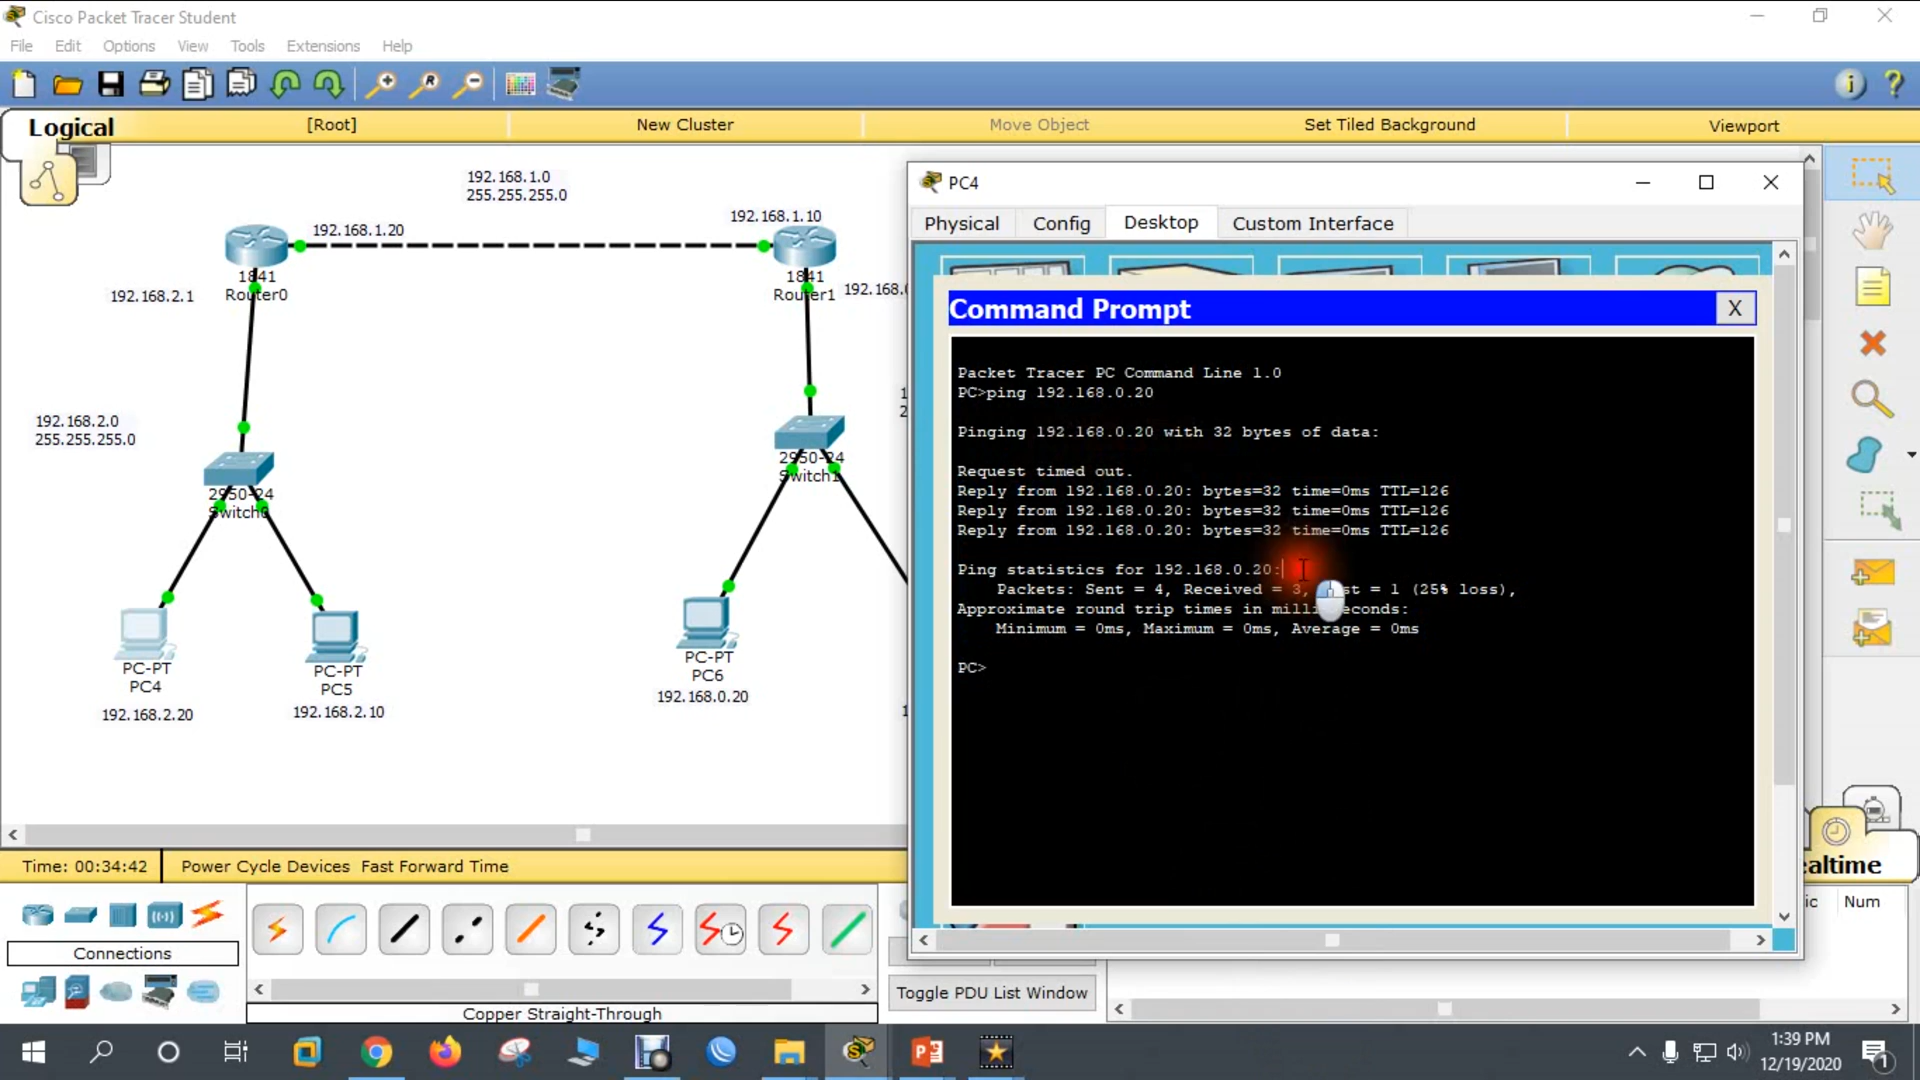 Cisco Packet Tracer Student
File Edit Options View Tools Extensions Help
Logical
[Root]
New Cluster
Move Object
Set Tiled Background
Viewport
192.168.1.0
255.255.255.0
192.168.1.20
192.168.1.10
1841
Router0
1841
Router1
192.168.2.1
192.168.
192.168.2.0
255.255.255.0
2950-24
Switch0
2950-24
Switch1
PC-PT
PC4
192.168.2.20
PC-PT
PC5
192.168.2.10
PC-PT
PC6
192.168.0.20
PC4
Physical Config Desktop Custom Interface
Command Prompt
X
Packet Tracer PC Command Line 1.0
PC>ping 192.168.0.20
Pinging 192.168.0.20 with 32 bytes of data:
Request timed out.
Reply from 192.168.0.20: bytes=32 time=0ms TTL=126
Reply from 192.168.0.20: bytes=32 time=0ms TTL=126
Reply from 192.168.0.20: bytes=32 time=0ms TTL=126
Ping statistics for 192.168.0.20:
Packets: Sent = 4, Received = 3, = 1 (25% loss),
Approximate round trip times in
Minimum = 0ms, Maximum = 0ms, Average = 0ms
PC>
Time: 00:34:42
Power Cycle Devices Fast Forward Time
ealtime
Connections
Copper Straight-Through
Toggle PDU List Window
ic Num
1:39 PM
12/19/2020
1